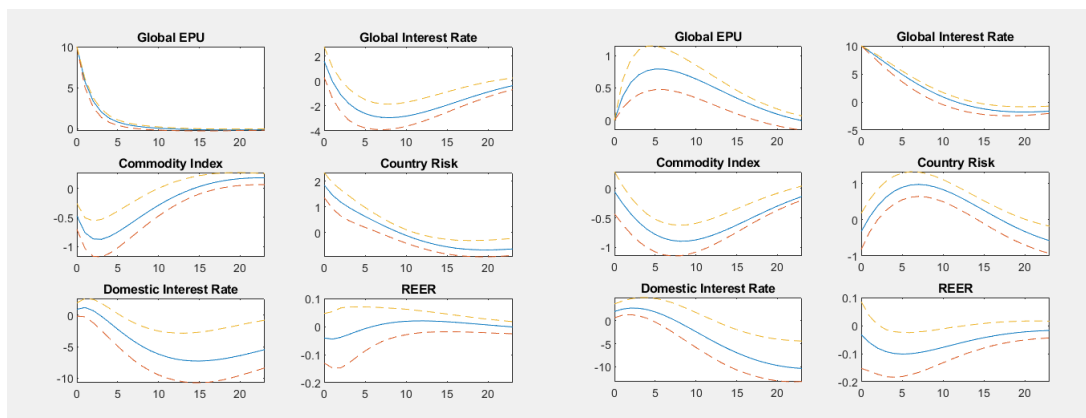 Global EPU
10
5
0
0 5 10 15 20
Global Interest Rate
2
0
-2
-4
0 5 10 15 20
Commodity Index
0
-0.5
-1
0 5 10 15 20
Country Risk
2
1
0
0 5 10 15 20
Domestic Interest Rate
0
-5
-10
0 5 10 15 20
REER
0.1
0
-0.1
-0.2
0 5 10 15 20
Global EPU
1
0.5
0
0 5 10 15 20
Global Interest Rate
10
5
0
-5
0 5 10 15 20
Commodity Index
0
-0.5
-1
0 5 10 15 20
Country Risk
1
0
-1
0 5 10 15 20
Domestic Interest Rate
0
-5
-10
0 5 10 15 20
REER
0.1
0
-0.1
-0.2
0 5 10 15 20